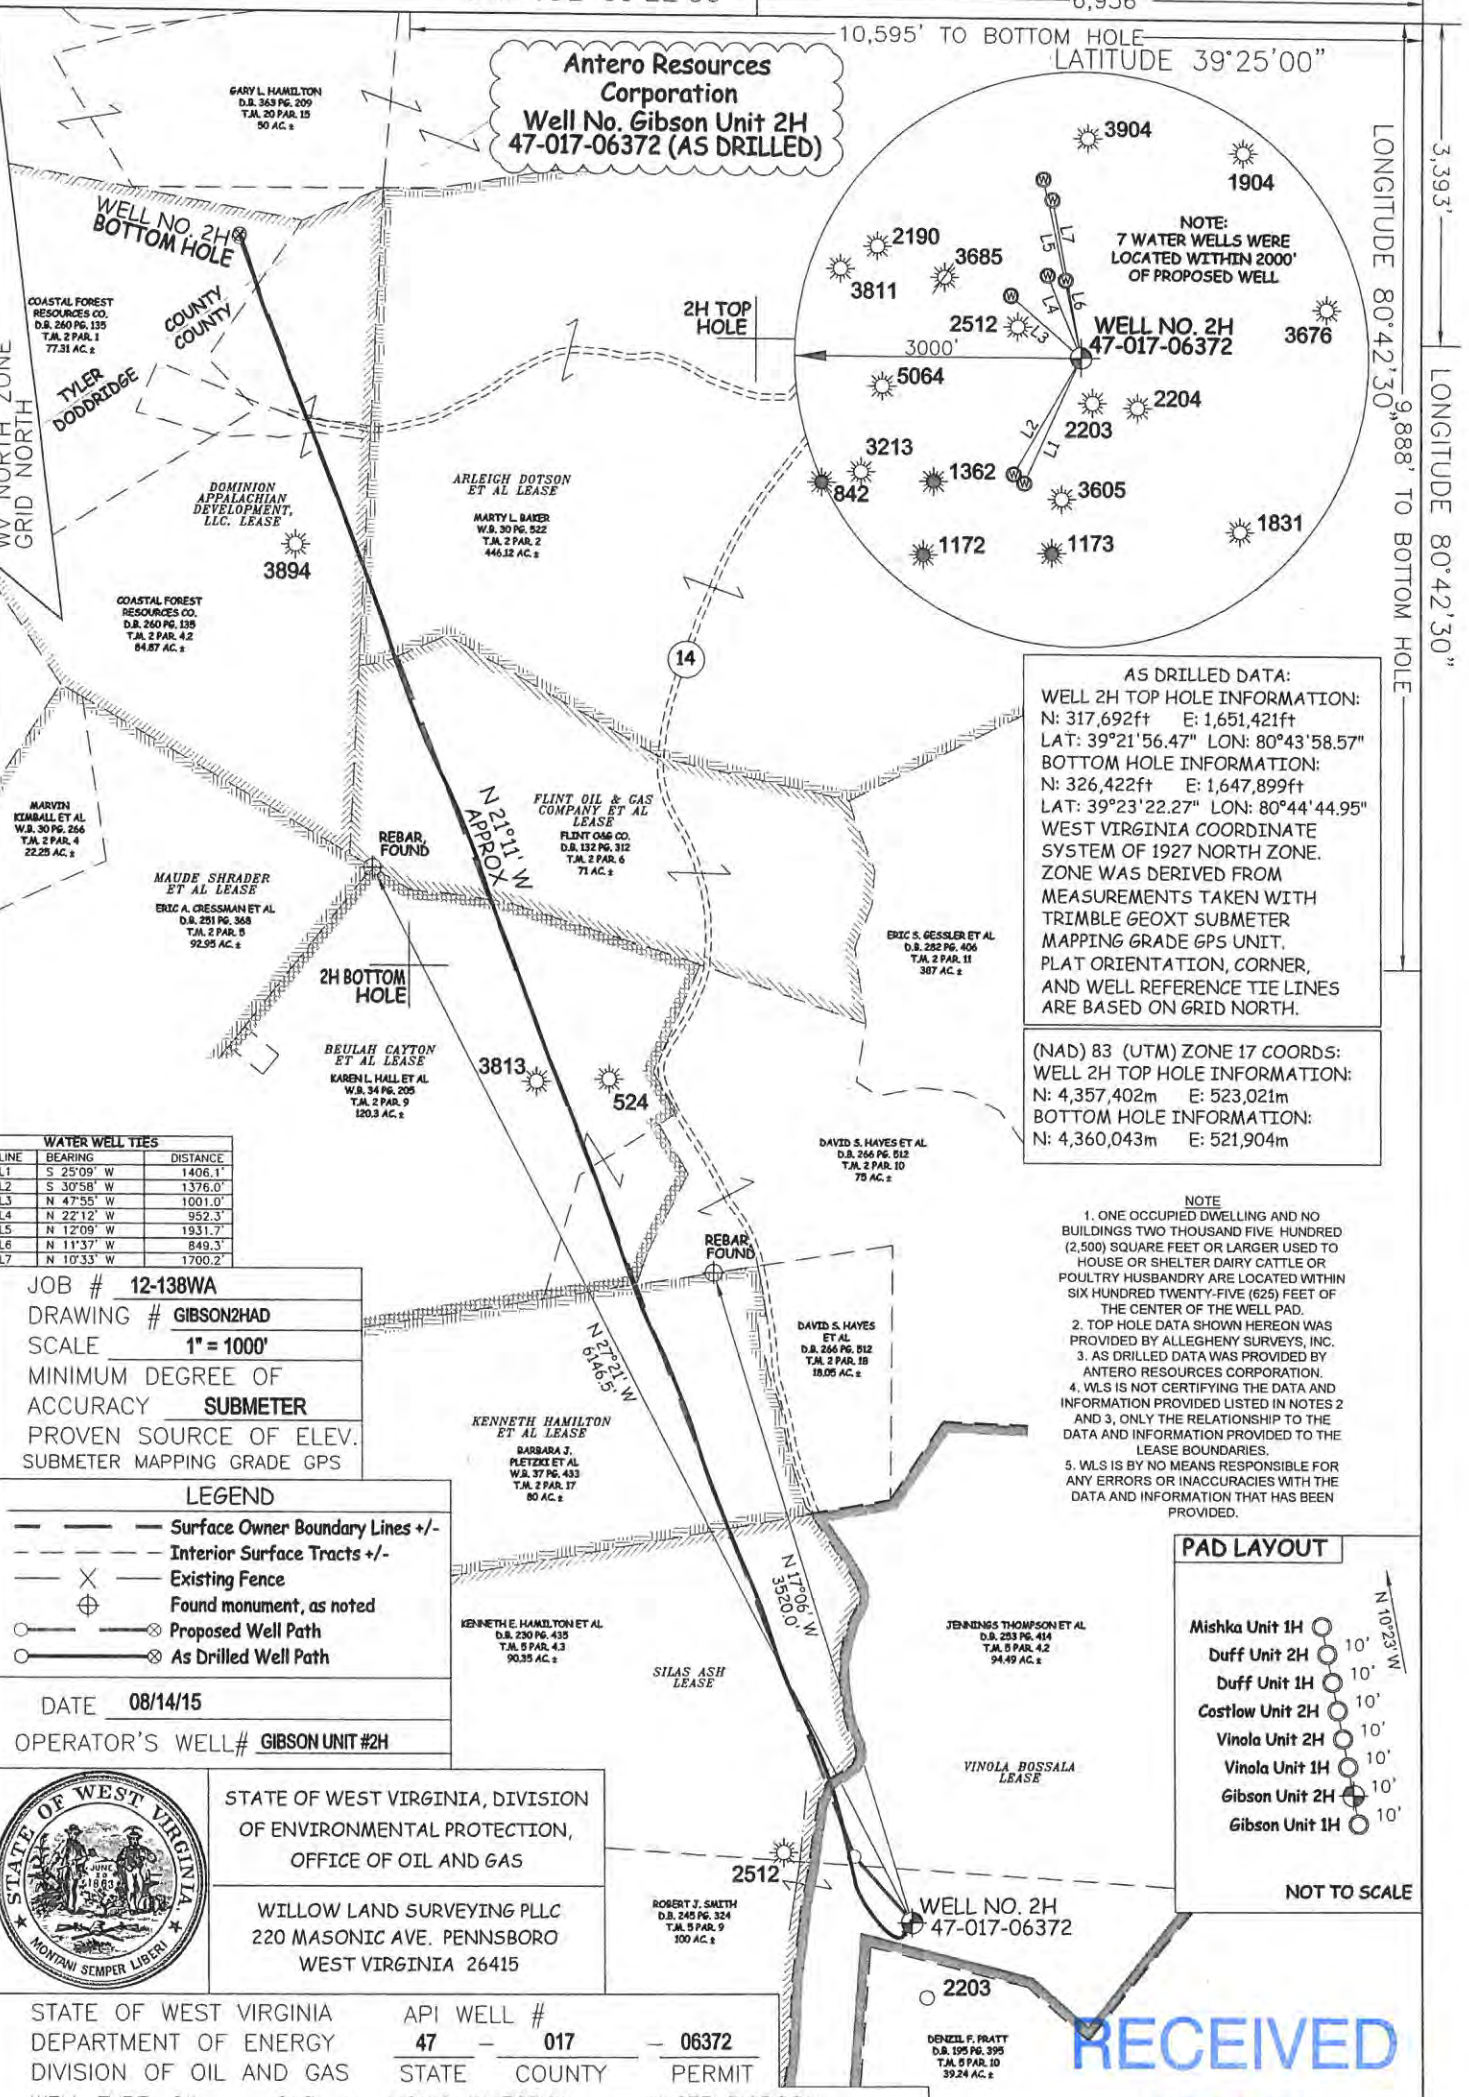 6,956'
10,595' TO BOTTOM HOLE
LATITUDE 39°25'00"
3,393'
LONGITUDE 80°42'30"
9,888' TO BOTTOM HOLE
LONGITUDE 80°42'30"
Antero Resources
Corporation
Well No. Gibson Unit 2H
47-017-06372 (AS DRILLED)
GARY L. HAMILTON
D.B. 363 PG. 209
T.M. 20 PAR. 15
50 AC. ±
WELL NO. 2H
BOTTOM HOLE
COASTAL FOREST
RESOURCES CO.
D.B. 260 PG. 135
T.M. 2 PAR. 1
77.31 AC. ±
COUNTY
COUNTY
TYLER
DODDRIDGE
WV NORTH ZONE
GRID NORTH
2H TOP
HOLE
3904
1904
2190
3685
3811
NOTE:
7 WATER WELLS WERE
LOCATED WITHIN 2000'
OF PROPOSED WELL
L7
L5
L4
L6
L3
2512
WELL NO. 2H
47-017-06372
3676
3000'
5064
2204
2203
L2
L1
3213
1362
842
3605
1831
1172
1173
DOMINION
APPALACHIAN
DEVELOPMENT,
LLC. LEASE
3894
ARLEIGH DOTSON
ET AL LEASE
MARTY L. BAKER
W.B. 30 PG. 522
T.M. 2 PAR. 2
446.12 AC. ±
COASTAL FOREST
RESOURCES CO.
D.B. 260 PG. 135
T.M. 2 PAR. 4.2
84.87 AC. ±
14
AS DRILLED DATA:
WELL 2H TOP HOLE INFORMATION:
N: 317,692ft E: 1,651,421ft
LAT: 39°21'56.47" LON: 80°43'58.57"
BOTTOM HOLE INFORMATION:
N: 326,422ft E: 1,647,899ft
LAT: 39°23'22.27" LON: 80°44'44.95"
WEST VIRGINIA COORDINATE
SYSTEM OF 1927 NORTH ZONE.
ZONE WAS DERIVED FROM
MEASUREMENTS TAKEN WITH
TRIMBLE GEOXT SUBMETER
MAPPING GRADE GPS UNIT.
PLAT ORIENTATION, CORNER,
AND WELL REFERENCE TIE LINES
ARE BASED ON GRID NORTH.
(NAD) 83 (UTM) ZONE 17 COORDS:
WELL 2H TOP HOLE INFORMATION:
N: 4,357,402m E: 523,021m
BOTTOM HOLE INFORMATION:
N: 4,360,043m E: 521,904m
MARVIN
KIMBALL ET AL
W.B. 30 PG. 266
T.M. 2 PAR. 4
22.25 AC. ±
REBAR,
FOUND
N 21°11' W
APPROX
FLINT OIL & GAS
COMPANY ET AL
LEASE
FLINT O&G CO.
D.B. 132 PG. 312
T.M. 2 PAR. 6
71 AC. ±
MAUDE SHRADER
ET AL LEASE
ERIC A. CRESSMAN ET AL
D.B. 251 PG. 368
T.M. 2 PAR. 5
92.95 AC. ±
ERIC S. GESSLER ET AL
D.B. 282 PG. 406
T.M. 2 PAR. 11
387 AC. ±
2H BOTTOM
HOLE
BEULAH CAYTON
ET AL LEASE
KAREN L. HALL ET AL
W.B. 34 PG. 205
T.M. 2 PAR. 9
120.3 AC. ±
3813
524
DAVID S. HAYES ET AL
D.B. 266 PG. 512
T.M. 2 PAR. 10
75 AC. ±
WATER WELL TIES
LINE BEARING DISTANCE
L1 S 25°09' W 1406.1'
L2 S 30°58' W 1376.0'
L3 N 47°55' W 1001.0'
L4 N 22°12' W 952.3'
L5 N 12°09' W 1931.7'
L6 N 11°37' W 849.3'
L7 N 10°33' W 1700.2'
JOB # 12-138WA
DRAWING # GIBSON2HAD
SCALE 1" = 1000'
MINIMUM DEGREE OF
ACCURACY SUBMETER
PROVEN SOURCE OF ELEV.
SUBMETER MAPPING GRADE GPS
REBAR,
FOUND
N 27°21' W
6146.5'
DAVID S. HAYES
ET AL
D.B. 266 PG. 512
T.M. 2 PAR. 18
18.05 AC. ±
KENNETH HAMILTON
ET AL LEASE
BARBARA J.
PLETZKI ET AL
W.B. 37 PG. 433
T.M. 2 PAR. 17
80 AC. ±
NOTE
1. ONE OCCUPIED DWELLING AND NO
BUILDINGS TWO THOUSAND FIVE HUNDRED
(2,500) SQUARE FEET OR LARGER USED TO
HOUSE OR SHELTER DAIRY CATTLE OR
POULTRY HUSBANDRY ARE LOCATED WITHIN
SIX HUNDRED TWENTY-FIVE (625) FEET OF
THE CENTER OF THE WELL PAD.
2. TOP HOLE DATA SHOWN HEREON WAS
PROVIDED BY ALLEGHENY SURVEYS, INC.
3. AS DRILLED DATA WAS PROVIDED BY
ANTERO RESOURCES CORPORATION.
4. WLS IS NOT CERTIFYING THE DATA AND
INFORMATION PROVIDED LISTED IN NOTES 2
AND 3, ONLY THE RELATIONSHIP TO THE
DATA AND INFORMATION PROVIDED TO THE
LEASE BOUNDARIES.
5. WLS IS BY NO MEANS RESPONSIBLE FOR
ANY ERRORS OR INACCURACIES WITH THE
DATA AND INFORMATION THAT HAS BEEN
PROVIDED.
LEGEND
Surface Owner Boundary Lines +/-
Interior Surface Tracts +/-
Existing Fence
Found monument, as noted
Proposed Well Path
As Drilled Well Path
DATE 08/14/15
OPERATOR'S WELL# GIBSON UNIT #2H
N 17°06' W
3520.0'
KENNETH E. HAMILTON ET AL
D.B. 230 PG. 435
T.M. 5 PAR. 4.3
90.35 AC. ±
SILAS ASH
LEASE
JENNINGS THOMPSON ET AL
D.B. 253 PG. 414
T.M. 5 PAR. 4.2
94.49 AC. ±
VINOLA BOSSALA
LEASE
PAD LAYOUT
N 10°23' W
Mishka Unit 1H
10'
Duff Unit 2H
10'
Duff Unit 1H
10'
Costlow Unit 2H
10'
Vinola Unit 2H
10'
Vinola Unit 1H
10'
Gibson Unit 2H
10'
Gibson Unit 1H
NOT TO SCALE
STATE OF WEST VIRGINIA
JUNE
20
1863
MONTANI SEMPER LIBERI
STATE OF WEST VIRGINIA, DIVISION
OF ENVIRONMENTAL PROTECTION,
OFFICE OF OIL AND GAS
WILLOW LAND SURVEYING PLLC
220 MASONIC AVE. PENNSBORO
WEST VIRGINIA 26415
2512
ROBERT J. SMITH
D.B. 245 PG. 324
T.M. 5 PAR. 9
100 AC. ±
WELL NO. 2H
47-017-06372
2203
DENZIL F. PRATT
D.B. 195 PG. 395
T.M. 5 PAR. 10
39.24 AC. ±
RECEIVED
STATE OF WEST VIRGINIA
DEPARTMENT OF ENERGY
DIVISION OF OIL AND GAS
API WELL #
47 – 017 – 06372
STATE COUNTY PERMIT